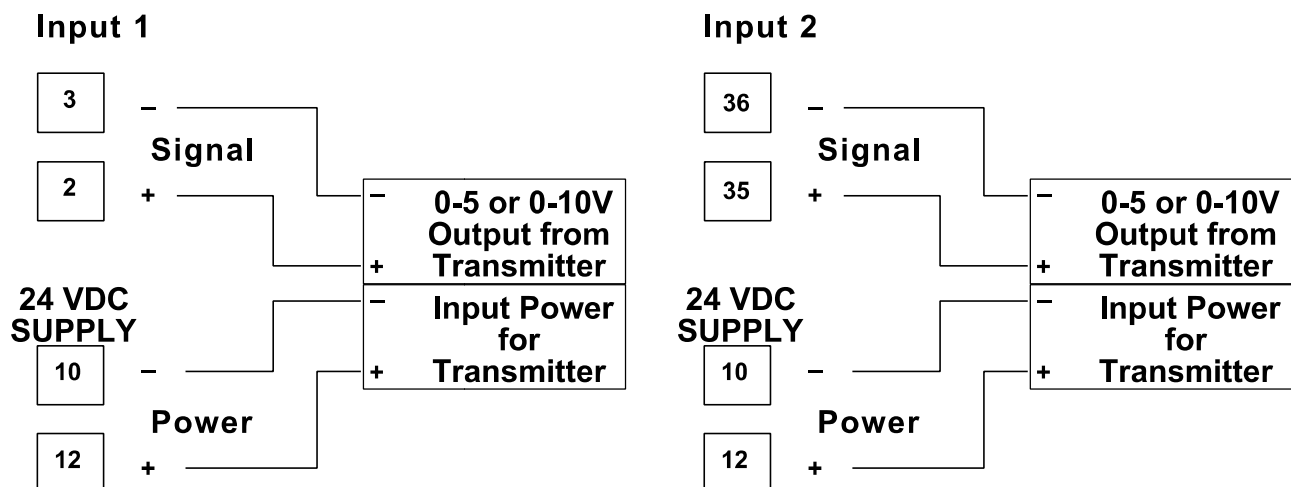 Input 1
3
–
Signal
2
+
–
0-5 or 0-10V
Output from
+
Transmitter
24 VDC
SUPPLY
–
Input Power
for
+
Transmitter
10
–
Power
12
+
Input 2
36
–
Signal
35
+
–
0-5 or 0-10V
Output from
+
Transmitter
24 VDC
SUPPLY
–
Input Power
for
+
Transmitter
10
–
Power
12
+